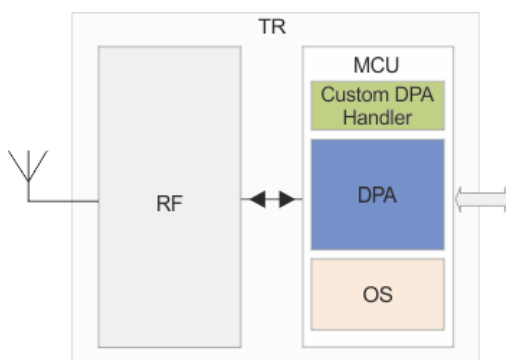 TR
MCU
Custom DPA
Handler
RF
DPA
OS